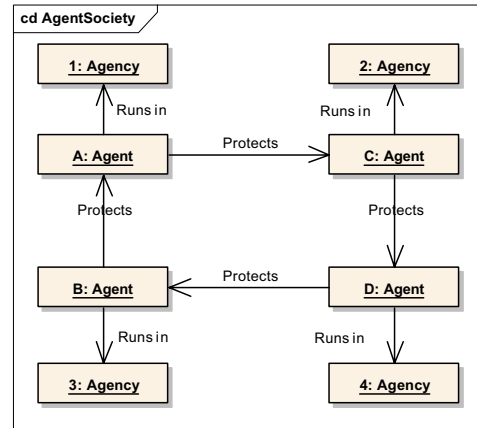 cd AgentSociety
1: Agency
2: Agency
Runs in
Runs in
A: Agent
Protects
C: Agent
Protects
Protects
B: Agent
Protects
D: Agent
Runs in
Runs in
3: Agency
4: Agency